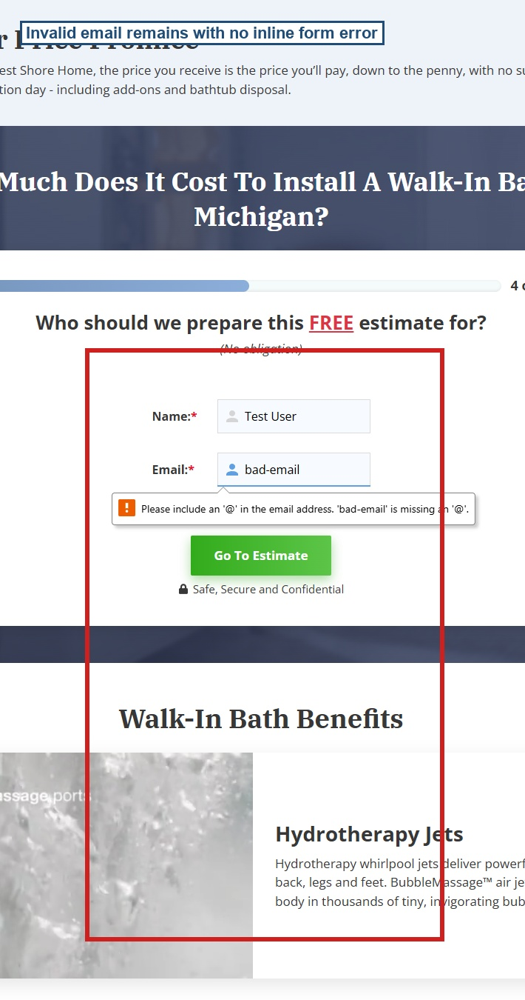 Invalid email remains with no inline form error
est Shore Home, the price you receive is the price you’ll pay, down to the penny, with no su
tion day - including add-ons and bathtub disposal.
Much Does It Cost To Install A Walk-In Ba
Michigan?
4 o
Who should we prepare this FREE estimate for?
(No obligation)
Name:*
Test User
Email:*
bad-email
Please include an '@' in the email address. 'bad-email' is missing an '@'.
Go To Estimate
Safe, Secure and Confidential
Walk-In Bath Benefits
assage ports
Hydrotherapy Jets
Hydrotherapy whirlpool jets deliver powerf
back, legs and feet. BubbleMassage™ air je
body in thousands of tiny, invigorating bub